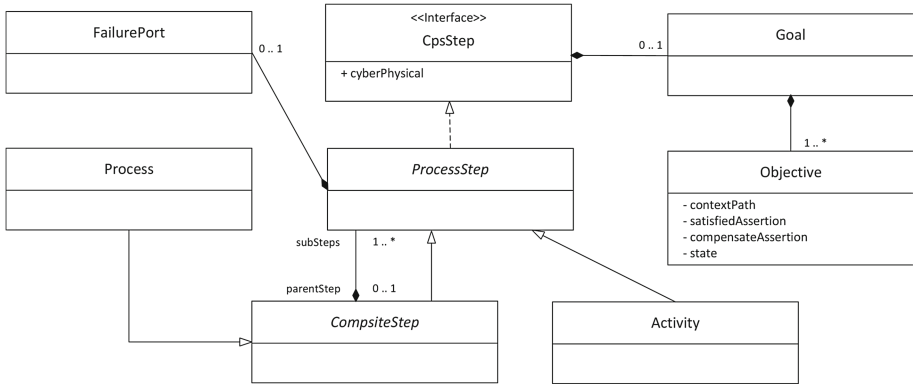 <<Interface>>
CpsStep
+ cyberPhysical
FailurePort
0 .. 1
0 .. 1
Goal
1 .. *
Process
ProcessStep
Objective
- contextPath
- satisfiedAssertion
- compensateAssertion
- state
subSteps
1 .. *
parentStep
0 .. 1
CompsiteStep
Activity